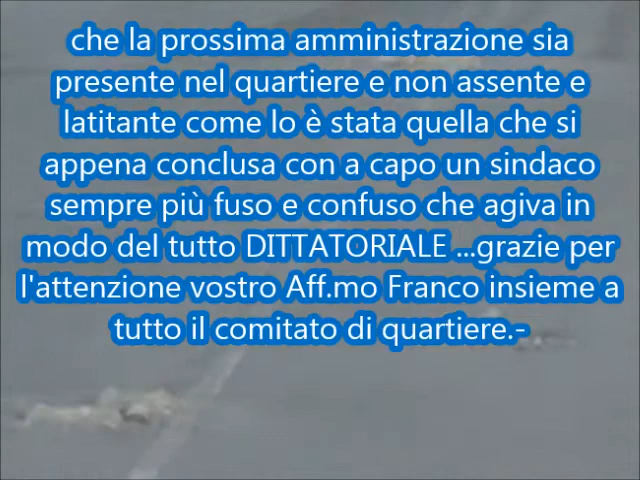 che la prossima amministrazione sia
presente nel quartiere e non assente e
latitante come lo è stata quella che si
appena conclusa con a capo un sindaco
sempre più fuso e confuso che agiva in
modo del tutto DITTATORIALE ...grazie per
l'attenzione vostro Aff.mo Franco insieme a
tutto il comitato di quartiere.-